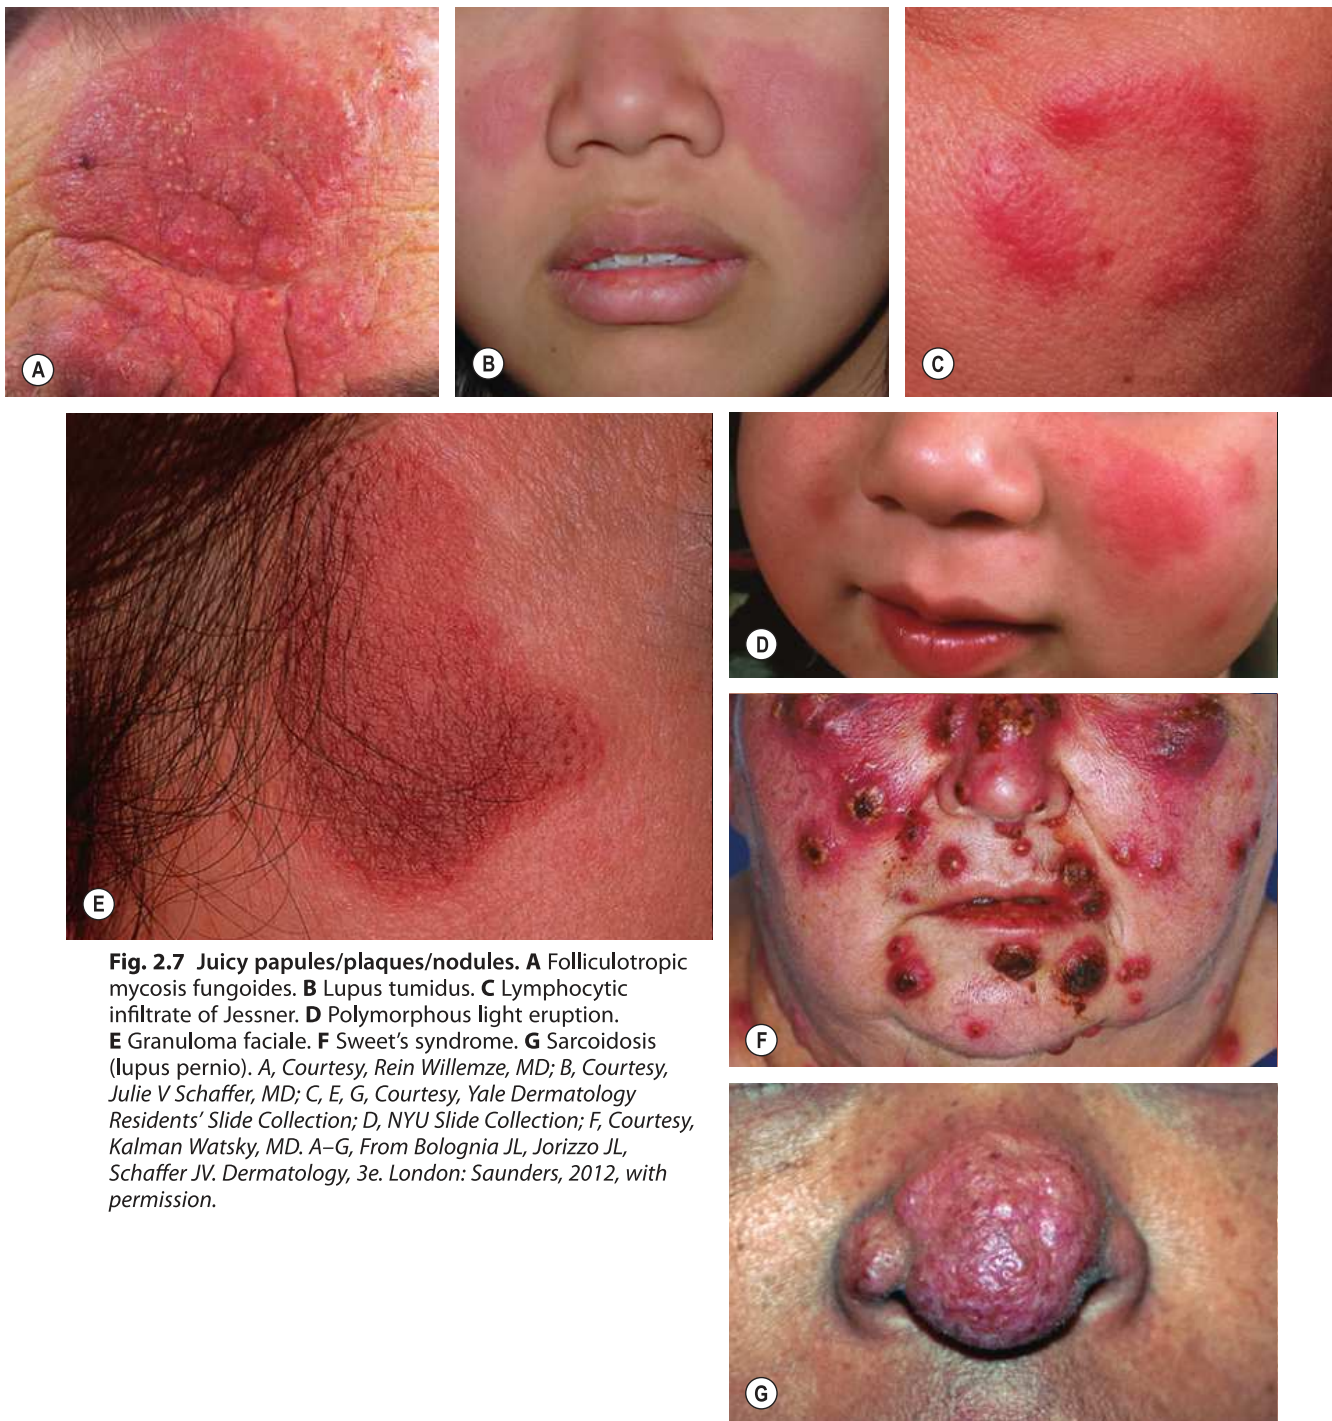 A
B
C
D
E
Fig. 2.7 Juicy papules/plaques/nodules. A Folliculotropic
mycosis fungoides. B Lupus tumidus. C Lymphocytic
infiltrate of Jessner. D Polymorphous light eruption.
E Granuloma faciale. F Sweet’s syndrome. G Sarcoidosis
(lupus pernio). A, Courtesy, Rein Willemze, MD; B, Courtesy,
Julie V Schaffer, MD; C, E, G, Courtesy, Yale Dermatology
Residents’ Slide Collection; D, NYU Slide Collection; F, Courtesy,
Kalman Watsky, MD. A–G, From Bolognia JL, Jorizzo JL,
Schaffer JV. Dermatology, 3e. London: Saunders, 2012, with
permission.
F
G